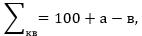 ∑кв = 100 + а − в,